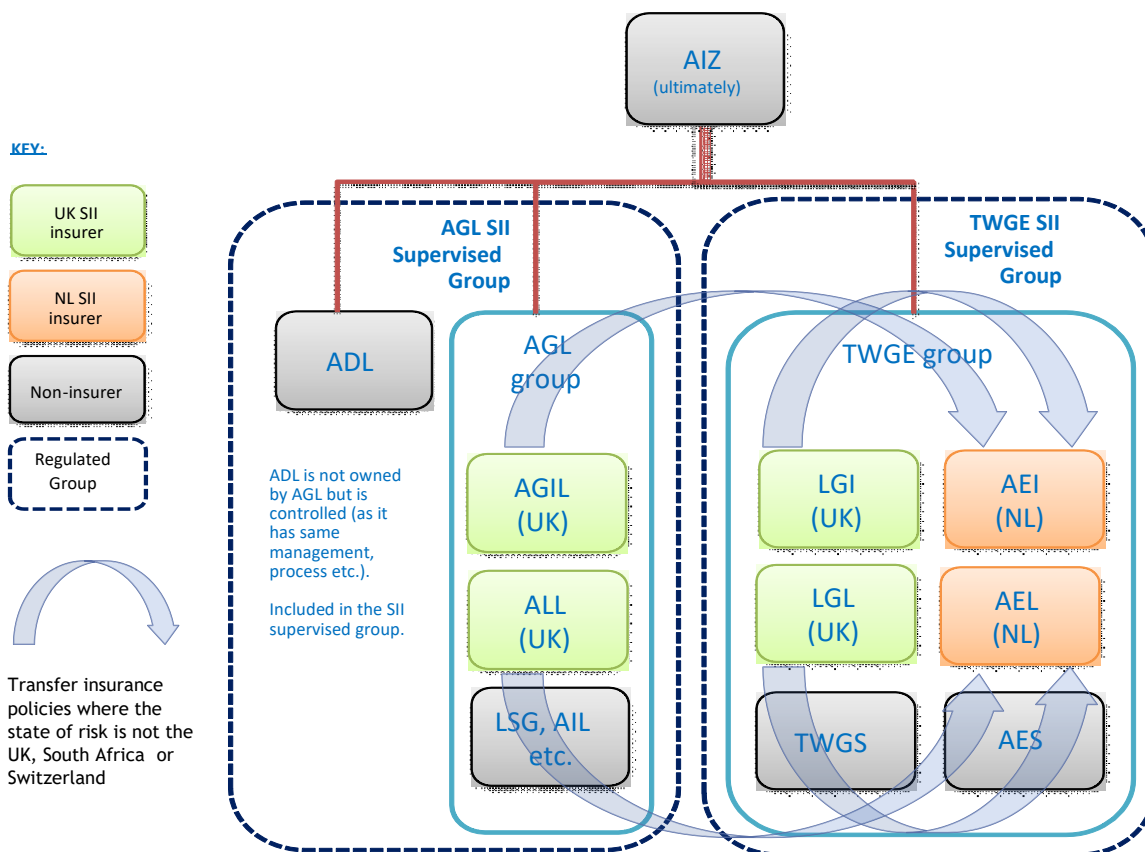 AIZ
(ultimately)
KEY:
UK SII
insurer
NL SII
insurer
Non-insurer
Regulated
Group
Transfer insurance
policies where the
state of risk is not the
UK, South Africa or
Switzerland
AGL SII
Supervised
Group
ADL
ADL is not owned
by AGL but is
controlled (as it
has same
management,
process etc.).
Included in the SII
supervised group.
AGL
group
AGIL
(UK)
ALL
(UK)
LSG, AIL
etc.
TWGE SII
Supervised
Group
TWGE group
LGI
(UK)
AEI
(NL)
LGL
(UK)
AEL
(NL)
TWGS
AES